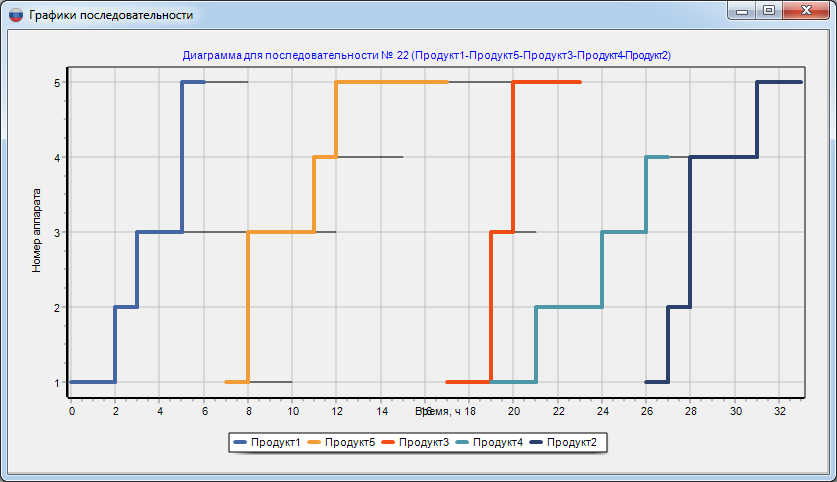 Графики последовательности
Диаграмма для последовательности № 22 (Продукт1-Продукт5-Продукт3-Продукт4-Продукт2)
Номер аппарата
5
4
3
2
1
0 2 4 6 8 10 12 14 16 18 20 22 24 26 28 30 32
Время, ч
Продукт1 Продукт5 Продукт3 Продукт4 Продукт2